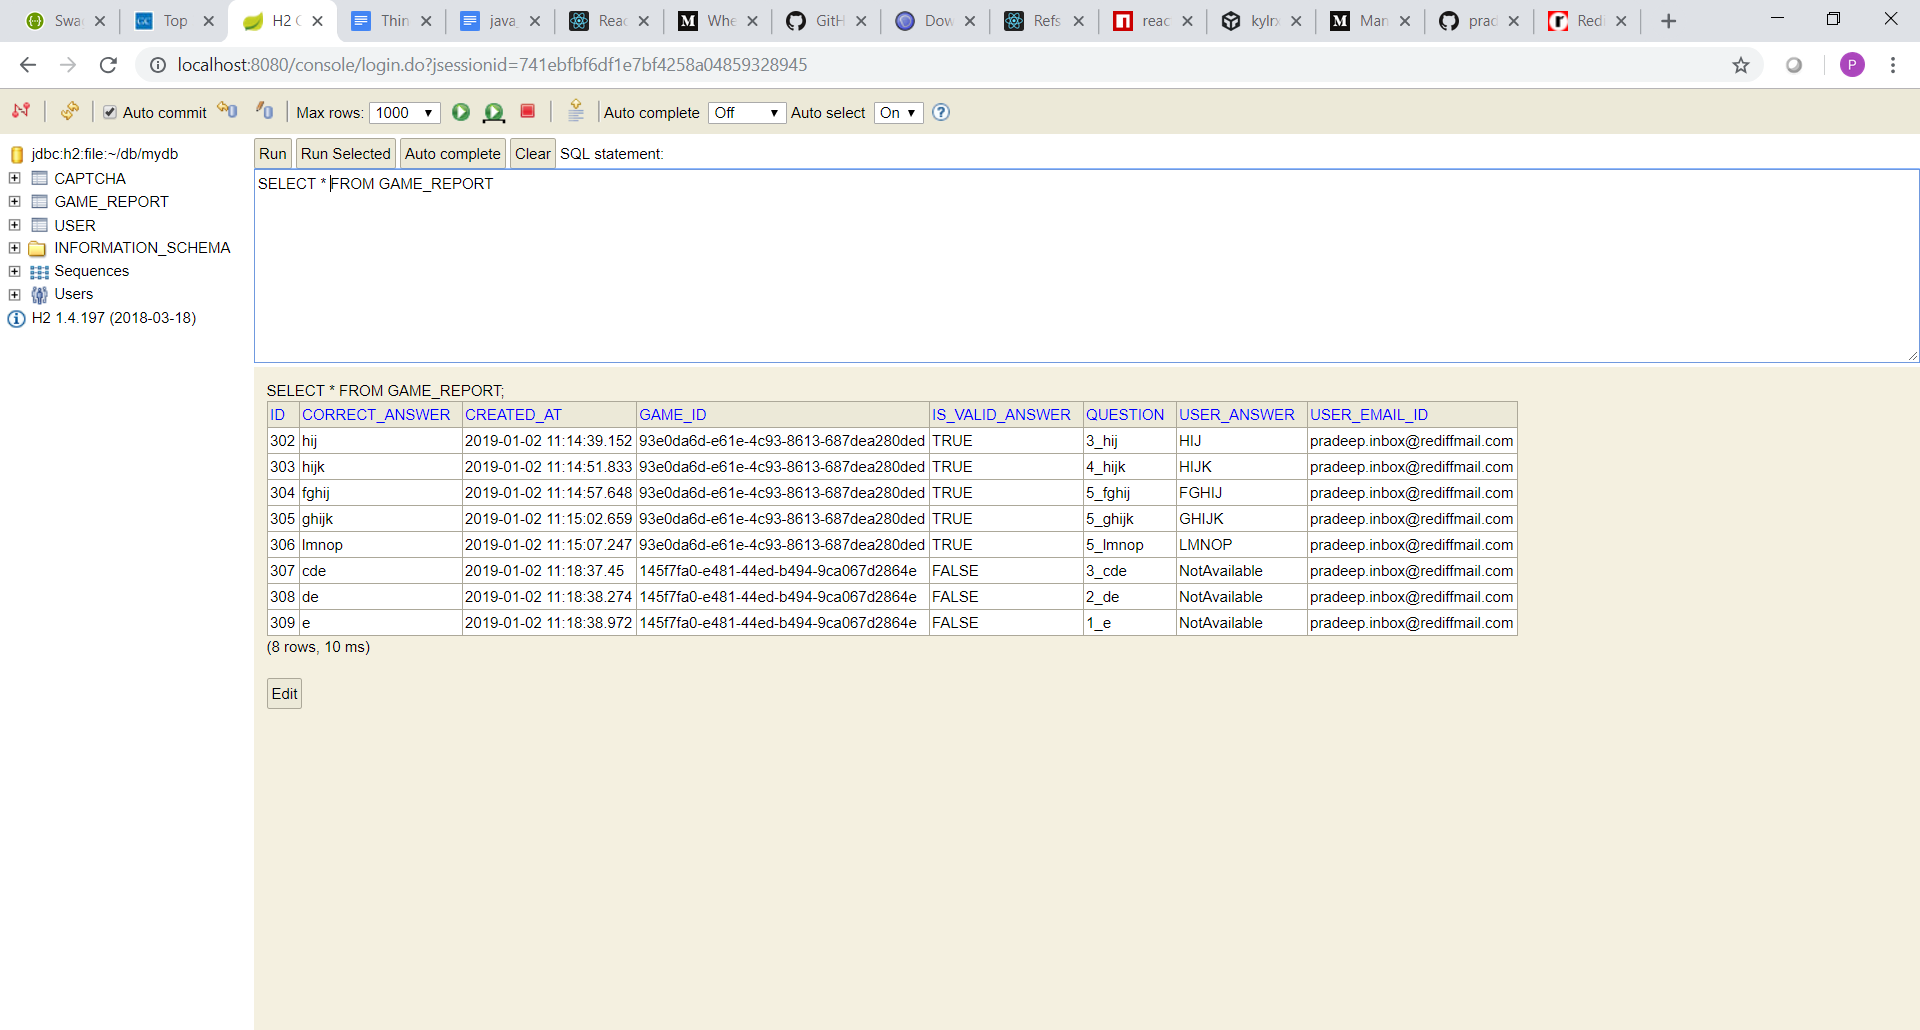 Swa Top H2 C Thin java_ Reac Whe GitH Dow Refs reac kylrx Man prad Redi
localhost:8080/console/login.do?jsessionid=741ebfbf6df1e7bf4258a04859328945 P
Auto commit Max rows: 1000 Auto complete Off Auto select On ?
jdbc:h2:file:~/db/mydb
CAPTCHA
GAME_REPORT
USER
INFORMATION_SCHEMA
Sequences
Users
H2 1.4.197 (2018-03-18)
Run Run Selected Auto complete Clear SQL statement:
SELECT * FROM GAME_REPORT
SELECT * FROM GAME_REPORT;
ID CORRECT_ANSWER CREATED_AT GAME_ID IS_VALID_ANSWER QUESTION USER_ANSWER USER_EMAIL_ID
302 hij 2019-01-02 11:14:39.152 93e0da6d-e61e-4c93-8613-687dea280ded TRUE 3_hij HIJ pradeep.inbox@rediffmail.com
303 hijk 2019-01-02 11:14:51.833 93e0da6d-e61e-4c93-8613-687dea280ded TRUE 4_hijk HIJK pradeep.inbox@rediffmail.com
304 fghij 2019-01-02 11:14:57.648 93e0da6d-e61e-4c93-8613-687dea280ded TRUE 5_fghij FGHIJ pradeep.inbox@rediffmail.com
305 ghijk 2019-01-02 11:15:02.659 93e0da6d-e61e-4c93-8613-687dea280ded TRUE 5_ghijk GHIJK pradeep.inbox@rediffmail.com
306 lmnop 2019-01-02 11:15:07.247 93e0da6d-e61e-4c93-8613-687dea280ded TRUE 5_lmnop LMNOP pradeep.inbox@rediffmail.com
307 cde 2019-01-02 11:18:37.45 145f7fa0-e481-44ed-b494-9ca067d2864e FALSE 3_cde NotAvailable pradeep.inbox@rediffmail.com
308 de 2019-01-02 11:18:38.274 145f7fa0-e481-44ed-b494-9ca067d2864e FALSE 2_de NotAvailable pradeep.inbox@rediffmail.com
309 e 2019-01-02 11:18:38.972 145f7fa0-e481-44ed-b494-9ca067d2864e FALSE 1_e NotAvailable pradeep.inbox@rediffmail.com
(8 rows, 10 ms)
Edit